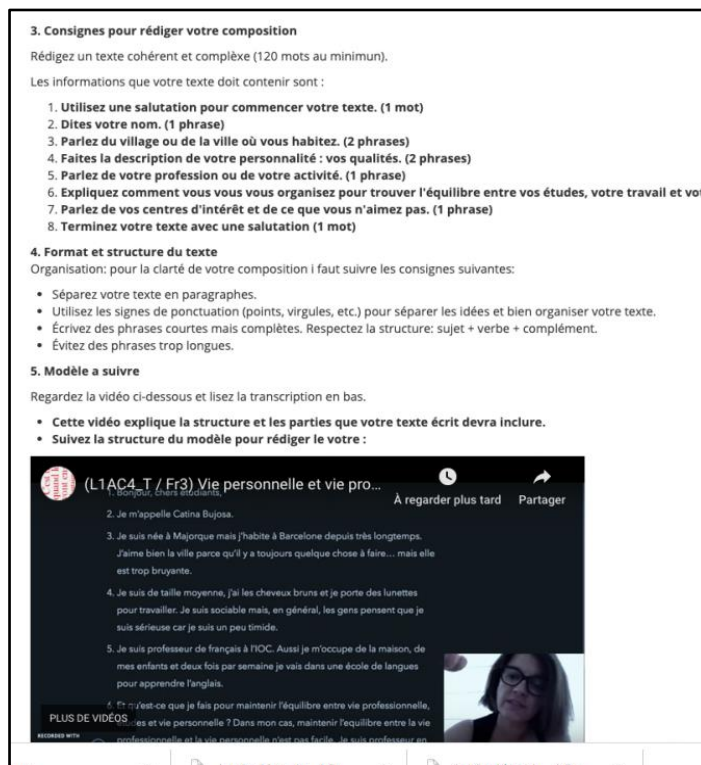 3. Consignes pour rédiger votre composition
Rédigez un texte cohérent et complèxe (120 mots au minimun).
Les informations que votre texte doit contenir sont :
1. Utilisez une salutation pour commencer votre texte. (1 mot)
2. Dites votre nom. (1 phrase)
3. Parlez du village ou de la ville où vous habitez. (2 phrases)
4. Faites la description de votre personnalité : vos qualités. (2 phrases)
5. Parlez de votre profession ou de votre activité. (1 phrase)
6. Expliquez comment vous vous vous organisez pour trouver l'équilibre entre vos études, votre travail et
7. Parlez de vos centres d'intérêt et de ce que vous n'aimez pas. (1 phrase)
8. Terminez votre texte avec une salutation (1 mot)
4. Format et structure du texte
Organisation: pour la clarté de votre composition i faut suivre les consignes suivantes:
• Séparez votre texte en paragraphes.
• Utilisez les signes de ponctuation (points, virgules, etc.) pour séparer les idées et bien organiser votre texte.
• Écrivez des phrases courtes mais complètes. Respectez la structure: sujet + verbe + complément.
• Évitez des phrases trop longues.
5. Modèle a suivre
Regardez la vidéo ci-dessous et lisez la transcription en bas.
• Cette vidéo explique la structure et les parties que votre texte écrit devra inclure.
• Suivez la structure du modèle pour rédiger le votre :
(L1AC4_T / Fr3) Vie personnelle et vie pro...
À regarder plus tard
Partager
1. Bonjour, chers étudiants,
2. Je m'appelle Catina Bujosa.
3. Je suis née à Majorque mais j'habite à Barcelone depuis très longtemps.
J'aime bien la ville parce qu'il y a toujours quelque chose à faire... mais elle
est trop bruyante.
4. Je suis de taille moyenne, j'ai les cheveux bruns et je porte des lunettes
pour travailler. Je suis sociable mais, en général, les gens pensent que je
suis sérieuse car je suis un peu timide.
5. Je suis professeur de français à l'IOC. Aussi je m'occupe de la maison, de
mes enfants et deux fois par semaine je vais dans une école de langues
pour apprendre l'anglais.
6. Et qu'est-ce que je fais pour maintenir l'équilibre entre vie professionnelle,
et vie personnelle ? Dans mon cas, maintenir l'equilibre entre la vie
professionnelle et la vie personnelle n'est pas facile. Je suis professeur en
PLUS DE VIDÉOS
RECORDED WITH